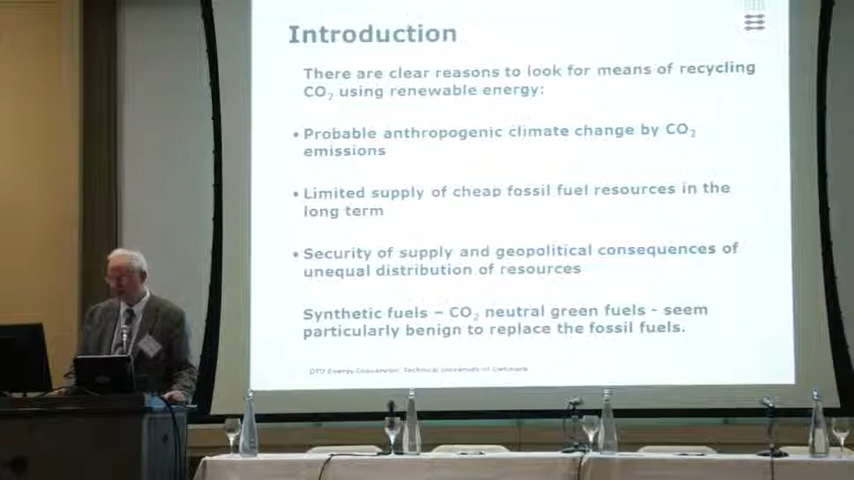 Introduction
There are clear reasons to look for means of recycling
CO₂ using renewable energy:
• Probable anthropogenic climate change by CO₂
emissions
• Limited supply of cheap fossil fuel resources in the
long term
• Security of supply and geopolitical consequences of
unequal distribution of resources
Synthetic fuels – CO₂ neutral green fuels - seem
particularly benign to replace the fossil fuels.
DTU Energy Conversion, Technical University of Denmark